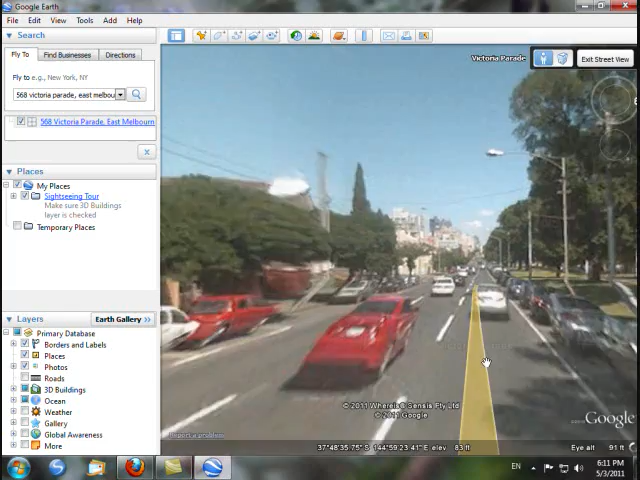 Google Earth
File Edit View Tools Add Help
Search
Fly To Find Businesses Directions
Fly to e.g., New York, NY
568 victoria parade, east melbou
568 Victoria Parade, East Melbourn
Places
My Places
Sightseeing Tour
Make sure 3D Buildings
layer is checked
Temporary Places
Layers
Earth Gallery >>
Primary Database
Borders and Labels
Places
Photos
Roads
3D Buildings
Ocean
Weather
Gallery
Global Awareness
More
Victoria Parade
Exit Street View
© 2011 Whereis® Sensis Pty Ltd
© 2011 Google
Google
Report a problem
37°48'35.75" S 144°59'23.41" E elev 83 ft Eye alt 91 ft
EN
6:11 PM
5/3/2011